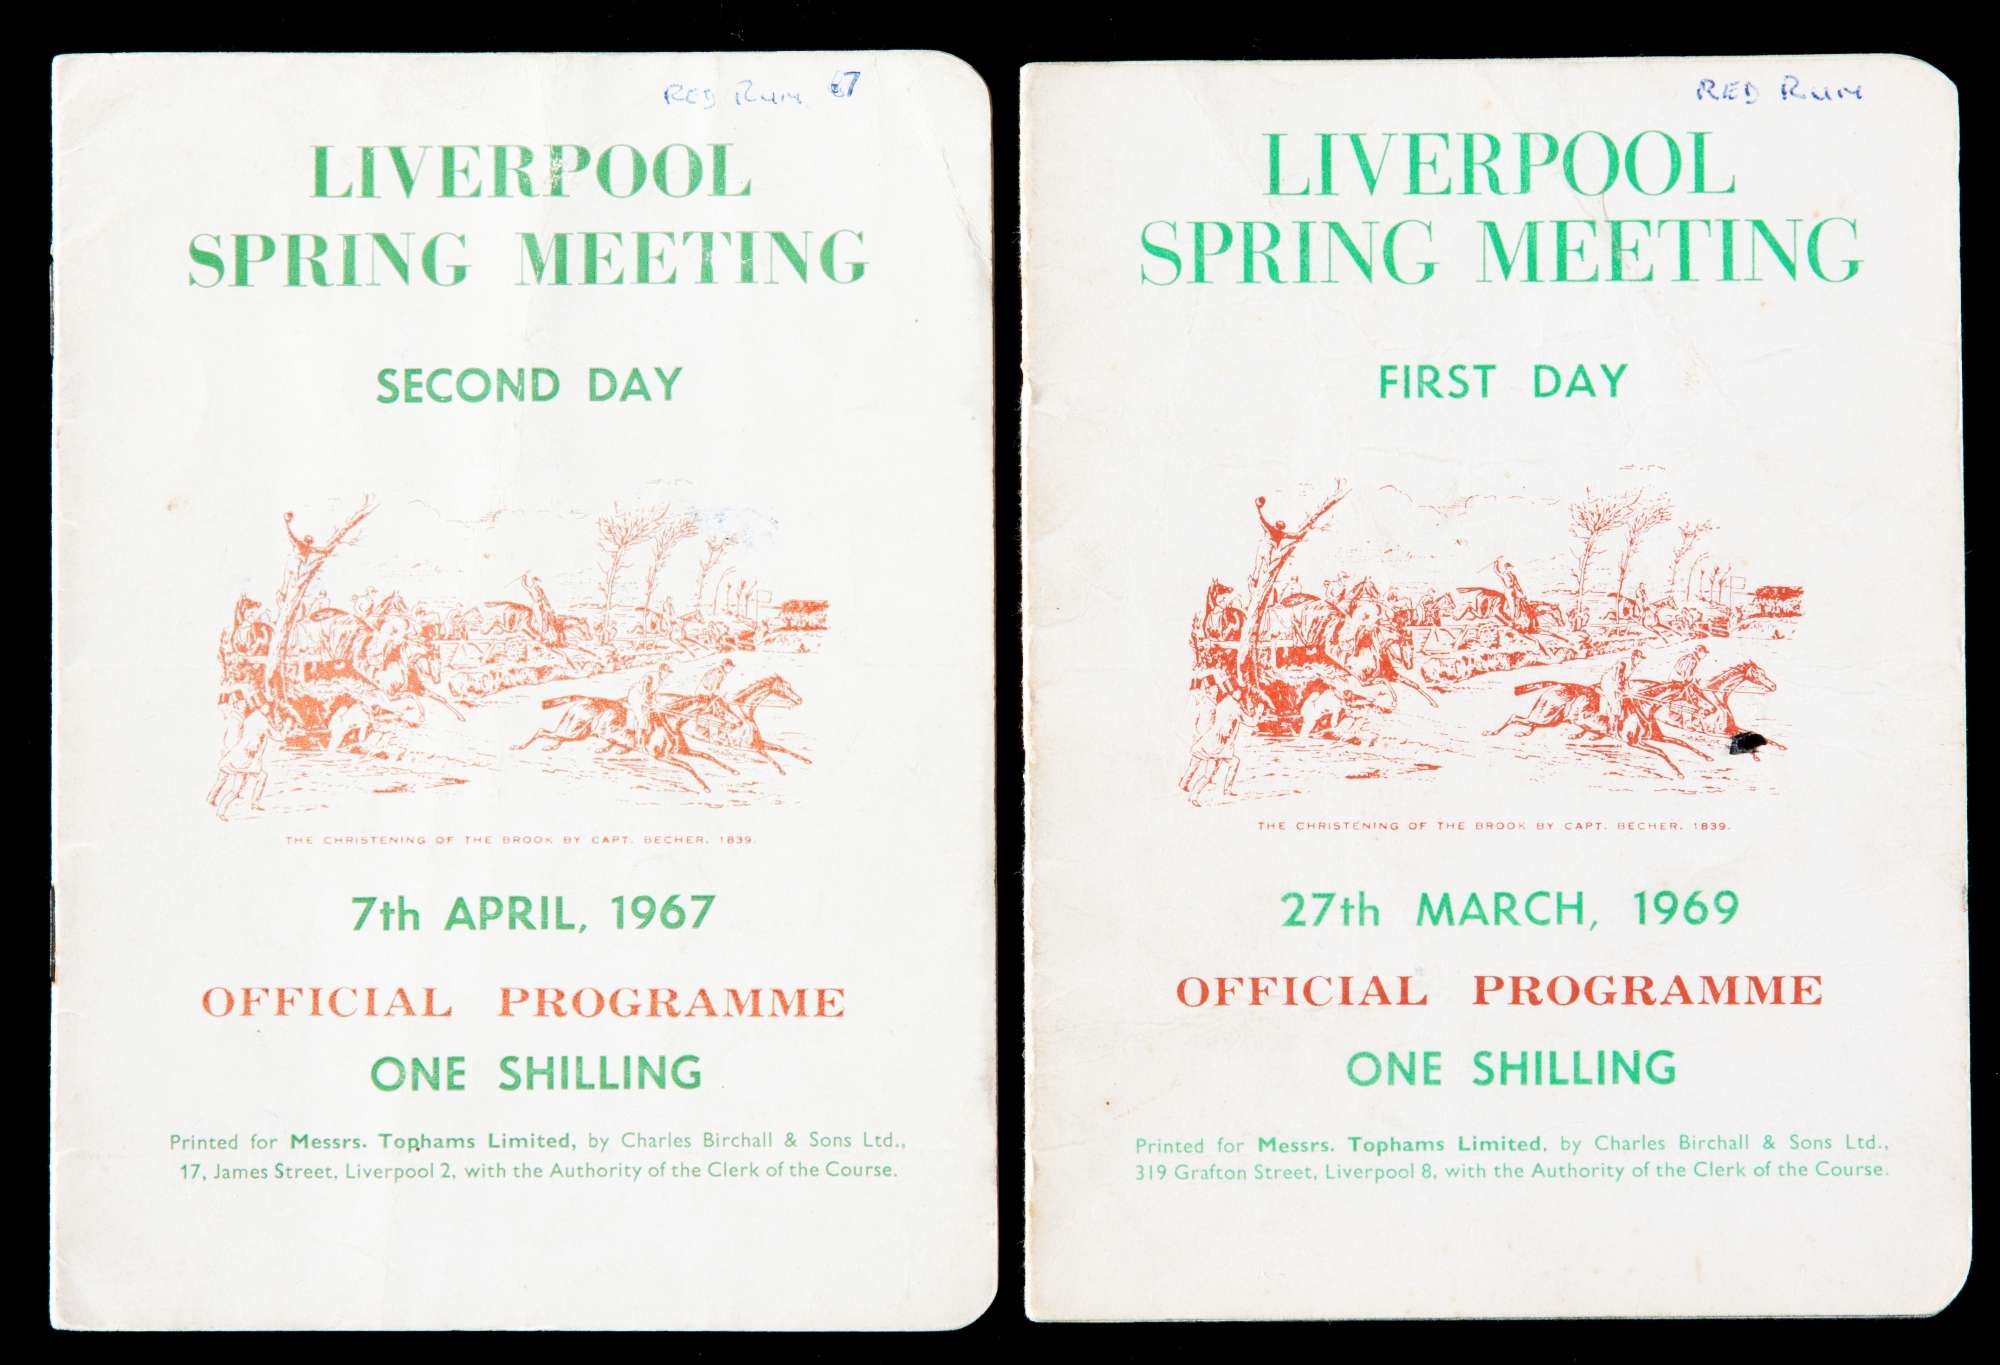 RED RUM 67
LIVERPOOL
SPRING MEETING
SECOND DAY
THE CHRISTENING OF THE BROOK BY CAPT. BECHER. 1839.
7th APRIL, 1967
OFFICIAL PROGRAMME
ONE SHILLING
Printed for Messrs. Tophams Limited, by Charles Birchall & Sons Ltd.,
17, James Street, Liverpool 2, with the Authority of the Clerk of the Course.
RED RUM
LIVERPOOL
SPRING MEETING
FIRST DAY
THE CHRISTENING OF THE BROOK BY CAPT. BECHER. 1839.
27th MARCH, 1969
OFFICIAL PROGRAMME
ONE SHILLING
Printed for Messrs. Tophams Limited, by Charles Birchall & Sons Ltd.,
319 Grafton Street, Liverpool 8, with the Authority of the Clerk of the Course.